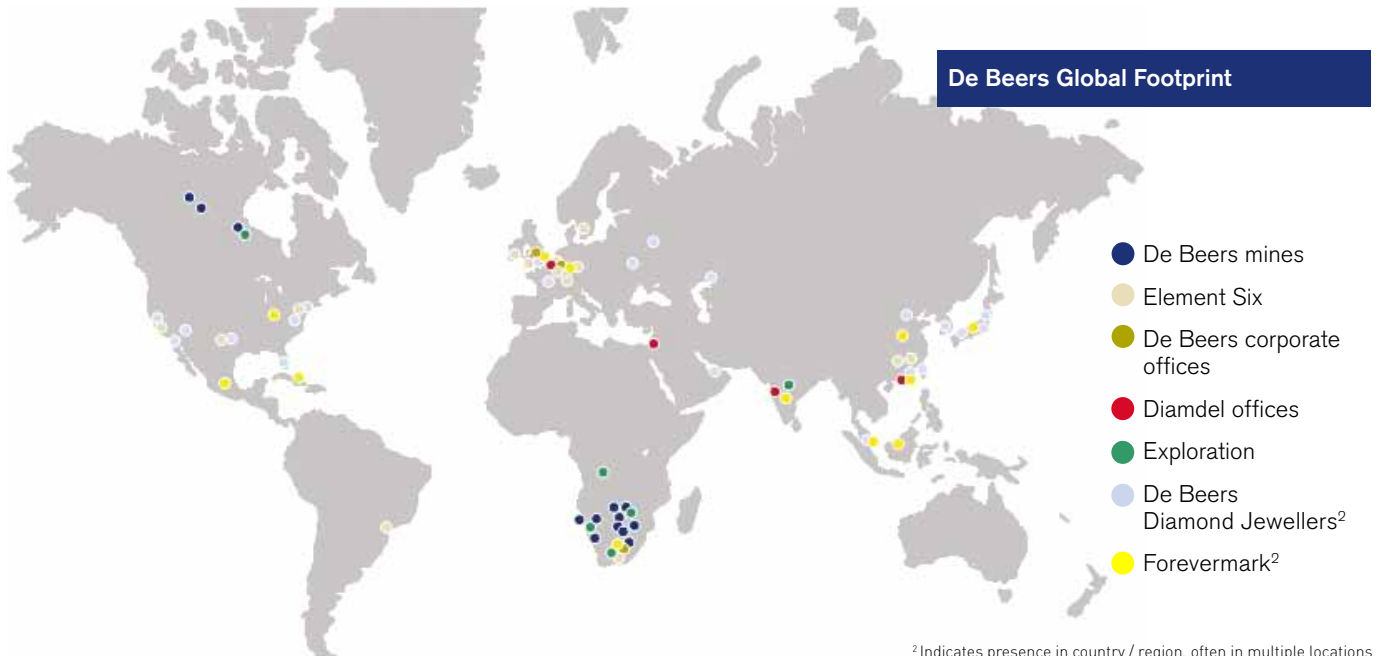 De Beers Global Footprint
De Beers mines
Element Six
De Beers corporate
offices
Diamdel offices
Exploration
De Beers
Diamond Jewellers²
Forevermark²
² Indicates presence in country / region, often in multiple locations